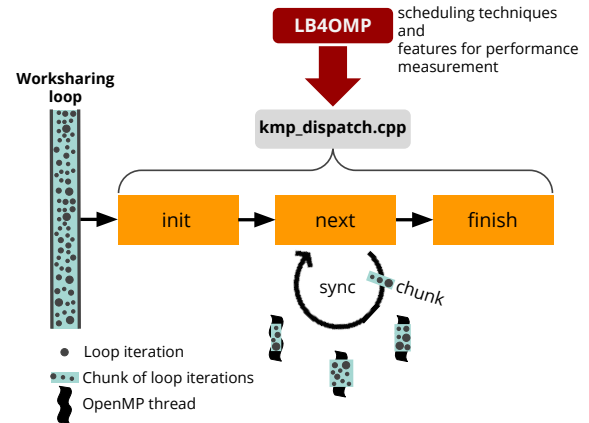 LB4OMP
scheduling techniques
and
features for performance
measurement
Worksharing
loop
kmp_dispatch.cpp
init
next
finish
sync
chunk
Loop iteration
Chunk of loop iterations
OpenMP thread